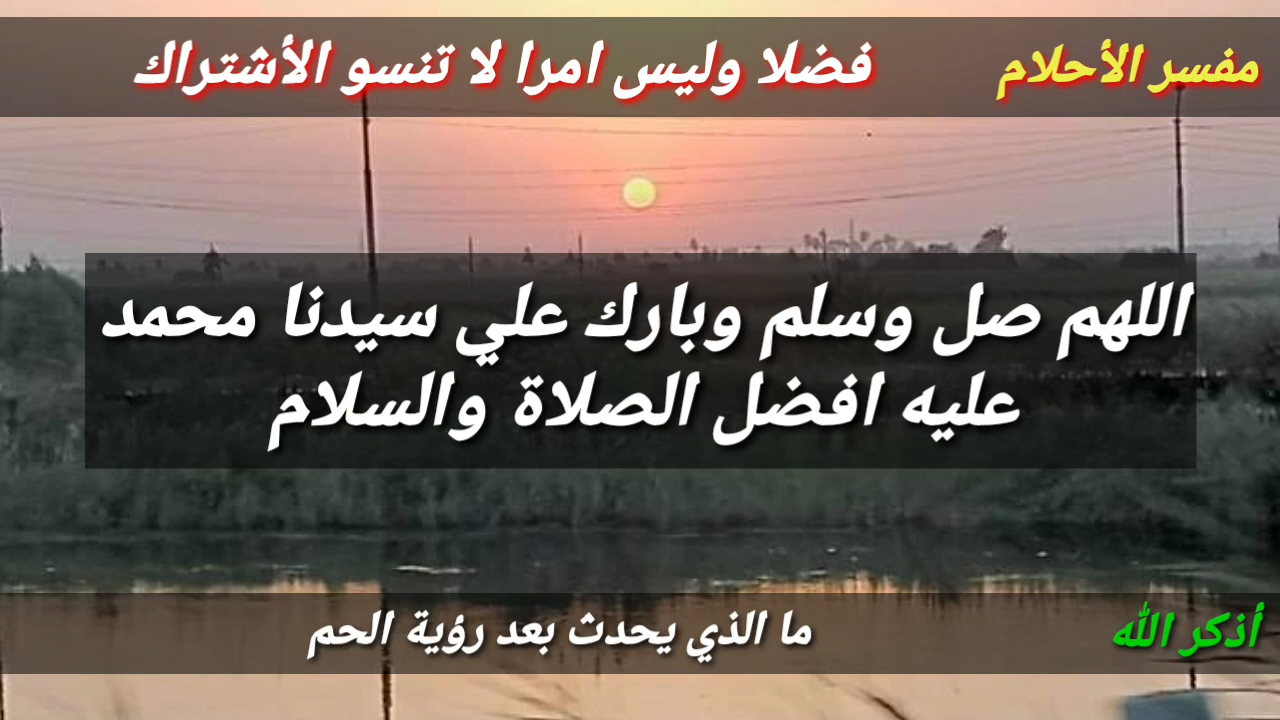 مفسر الأحلام
فضلا وليس امرا لا تنسو الأشتراك
اللهم صل وسلم وبارك علي سيدنا محمد
عليه افضل الصلاة والسلام
أذكر الله
ما الذي يحدث بعد رؤية الحم